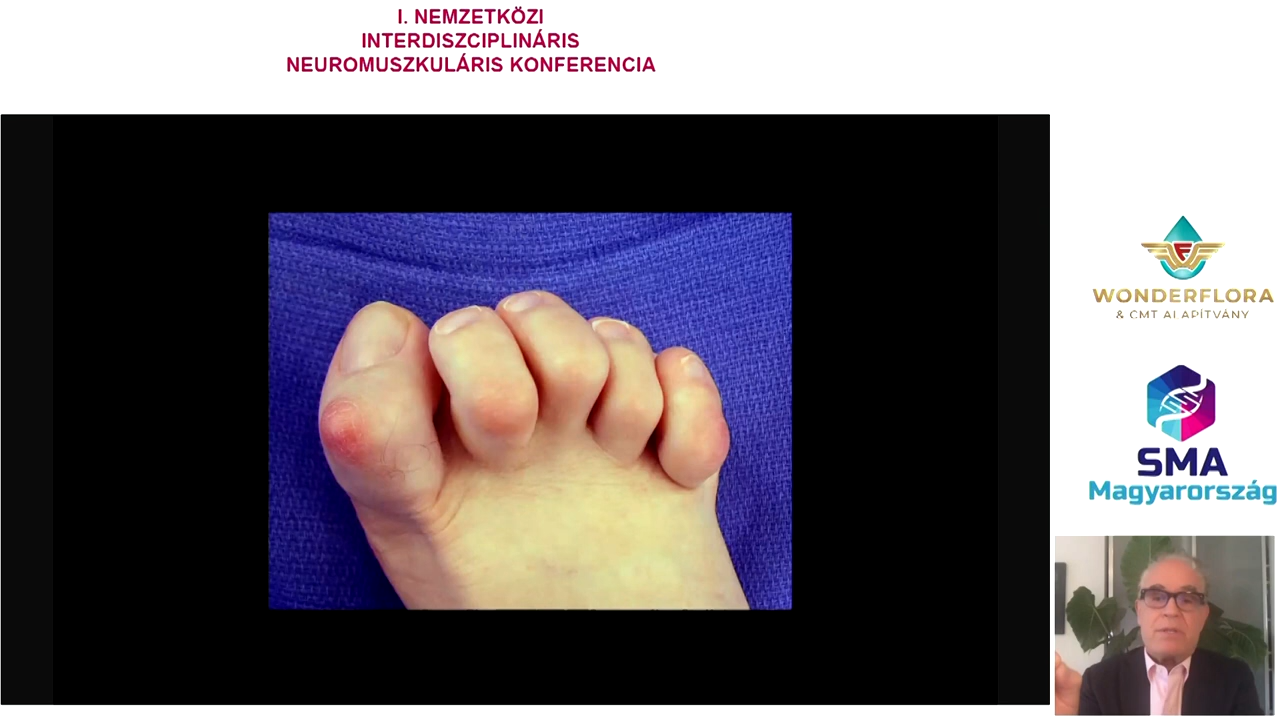 I. NEMZETKÖZI
INTERDISZCIPLINÁRIS
NEUROMUSZKULÁRIS KONFERENCIA
WONDERFLORA
& CMT ALAPÍTVÁNY
SMA
Magyarország